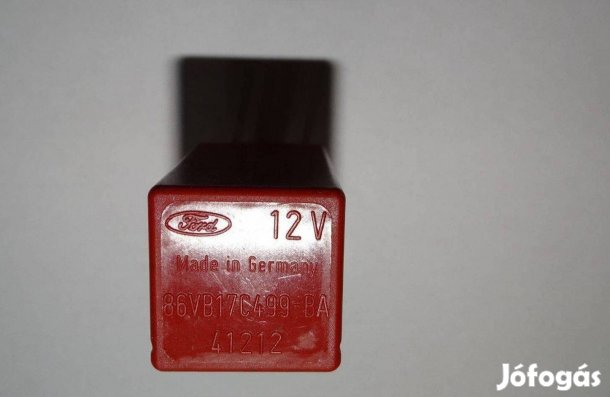 Ford 12 V
Made in Germany
86VB17C499-BA
41212
Jófogás